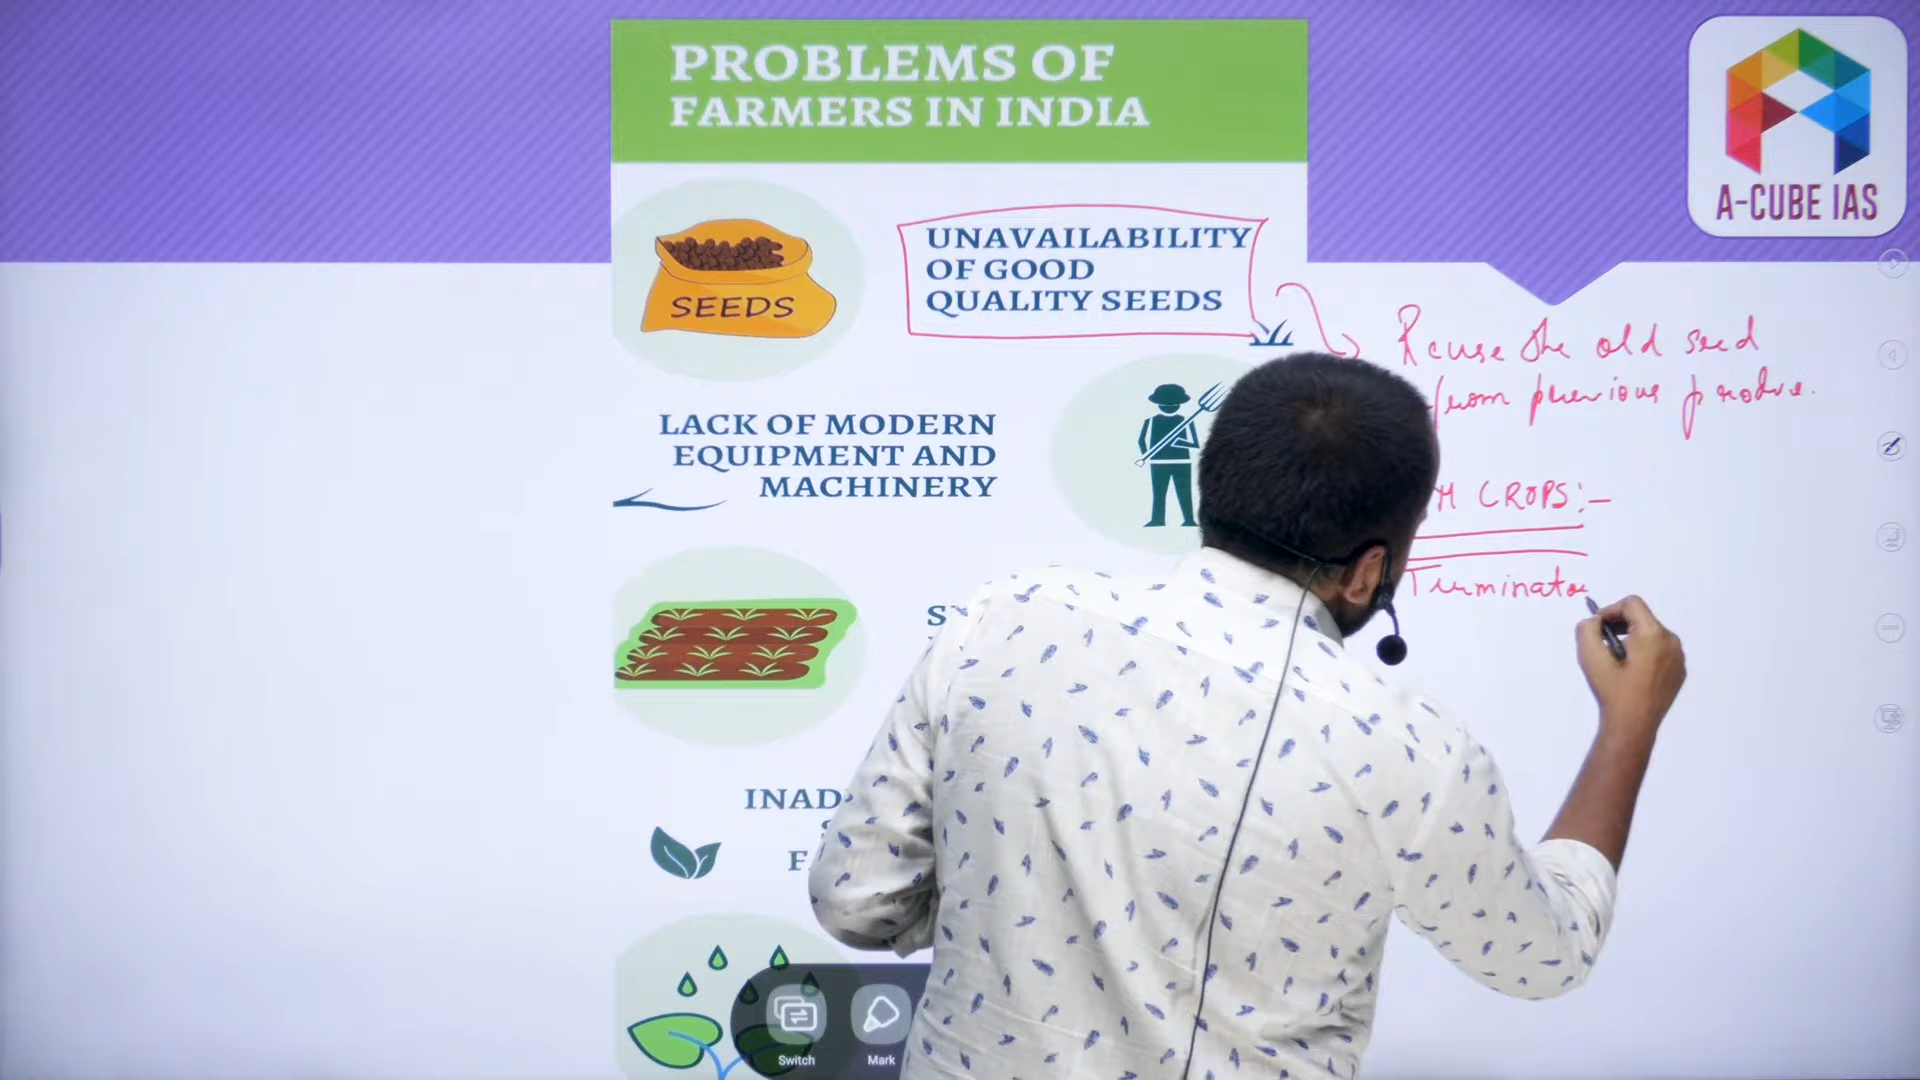 PROBLEMS OF
FARMERS IN INDIA
A-CUBE IAS
SEEDS
UNAVAILABILITY
OF GOOD
QUALITY SEEDS
Reuse the old seed
from previous produce.
LACK OF MODERN
EQUIPMENT AND
MACHINERY
M CROPS:-
Terminator
INAD
Switch
Mark